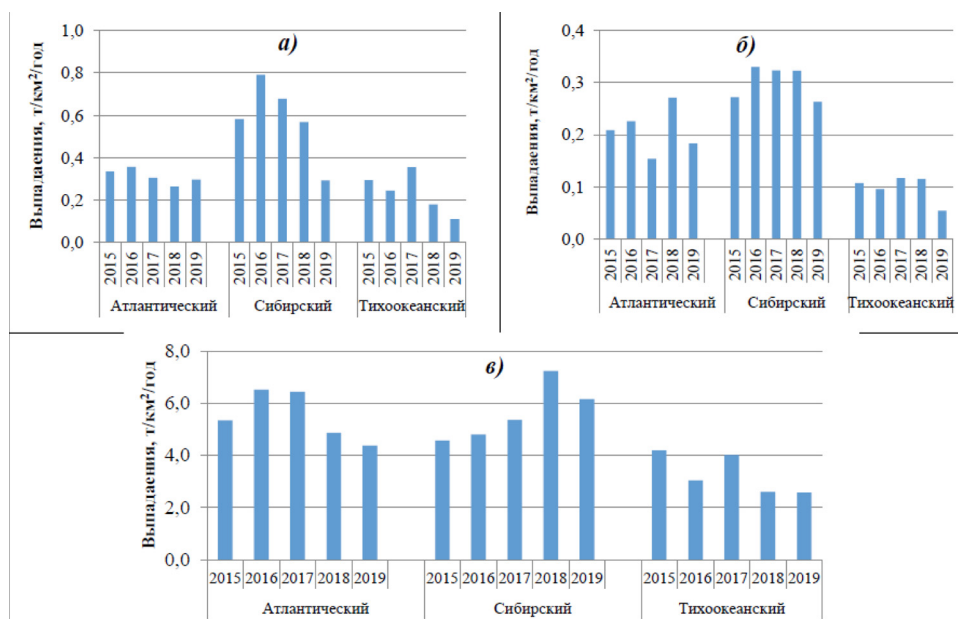 а)
Выпадаения, т/км²/год
1,0
0,8
0,6
0,4
0,2
0,0
2015 2016 2017 2018 2019 2015 2016 2017 2018 2019 2015 2016 2017 2018 2019
Атлантический Сибирский Тихоокеанский
б)
Выпадаения, т/км²/год
0,4
0,3
0,2
0,1
0,0
2015 2016 2017 2018 2019 2015 2016 2017 2018 2019 2015 2016 2017 2018 2019
Атлантический Сибирский Тихоокеанский
в)
Выпадаения, т/км²/год
8,0
6,0
4,0
2,0
0,0
2015 2016 2017 2018 2019 2015 2016 2017 2018 2019 2015 2016 2017 2018 2019
Атлантический Сибирский Тихоокеанский